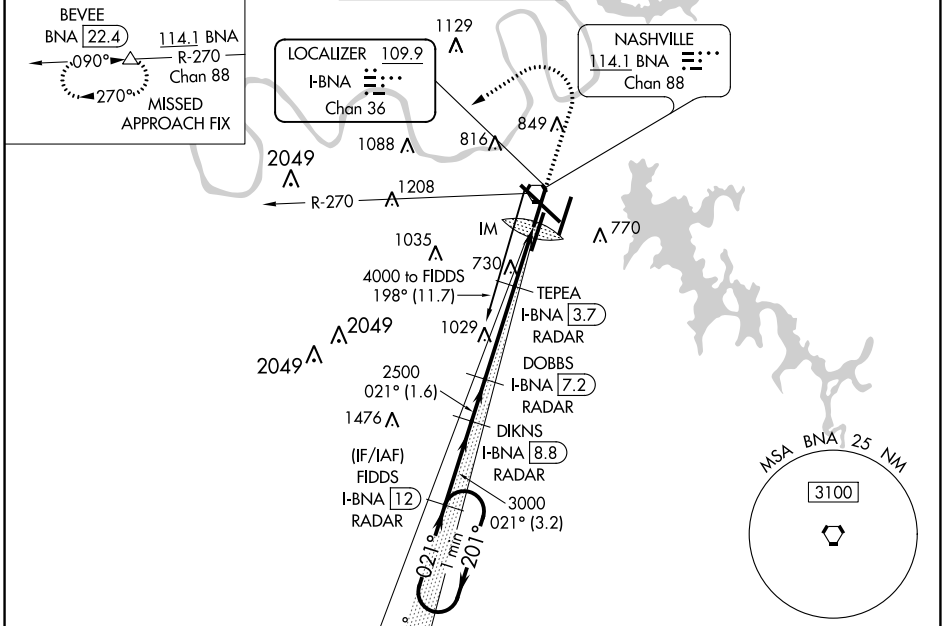 BEVEE
BNA 22.4
114.1 BNA
090°
R-270
Chan 88
270°
MISSED
APPROACH FIX
1129
LOCALIZER 109.9
I-BNA
Chan 36
NASHVILLE
114.1 BNA
Chan 88
849
816
1088
2049
1208
R-270
IM
770
1035
730
4000 to FIDDS
198° (11.7)
TEPEA
I-BNA 3.7
RADAR
1029
2049
2049
DOBBS
I-BNA 7.2
RADAR
2500
021° (1.6)
1476
DIKNS
I-BNA 8.8
RADAR
(IF/IAF)
FIDDS
I-BNA 12
RADAR
3000
021° (3.2)
021°
1 min
201°
MSA BNA 25 NM
3100